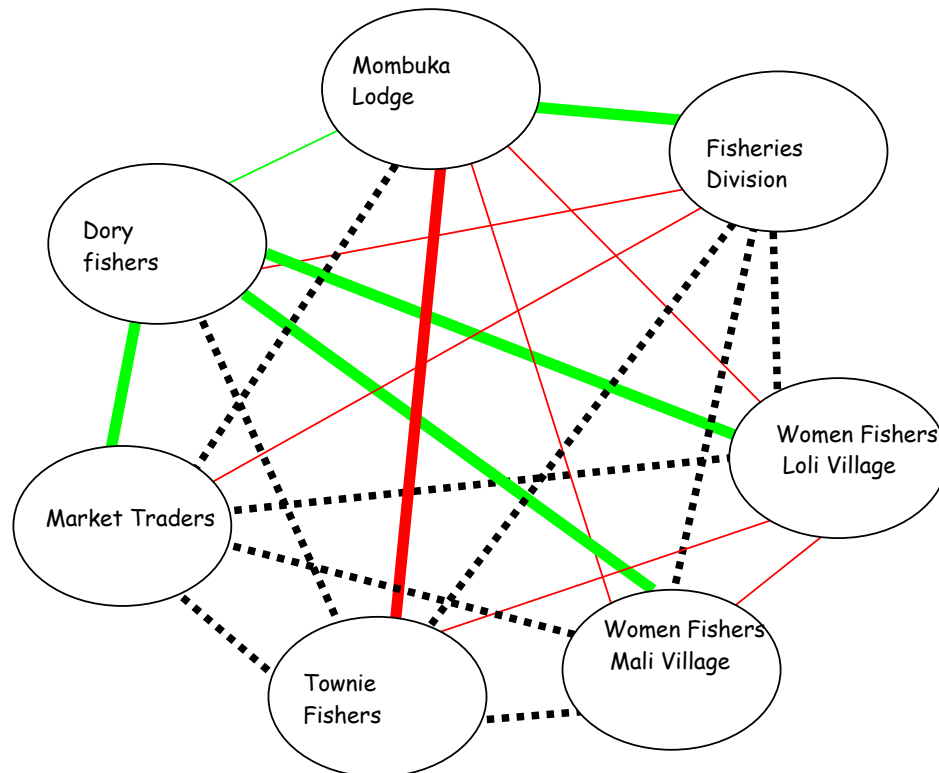 Mombuka
Lodge
Fisheries
Division
Dory
fishers
Women Fishers
Loli Village
Market Traders
Women Fishers
Mali Village
Townie
Fishers